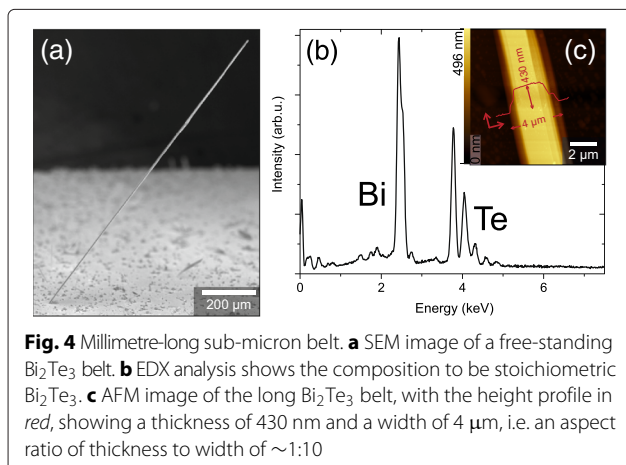 (a)
200 μm
(b)
Intensity (arb.u.)
Bi
Te
0
2
4
6
Energy (keV)
(c)
496 nm
0 nm
430 nm
4 μm
2 μm
Fig. 4 Millimetre-long sub-micron belt. a SEM image of a free-standing
Bi₂Te₃ belt. b EDX analysis shows the composition to be stoichiometric
Bi₂Te₃. c AFM image of the long Bi₂Te₃ belt, with the height profile in
red, showing a thickness of 430 nm and a width of 4 μm, i.e. an aspect
ratio of thickness to width of ∼1:10